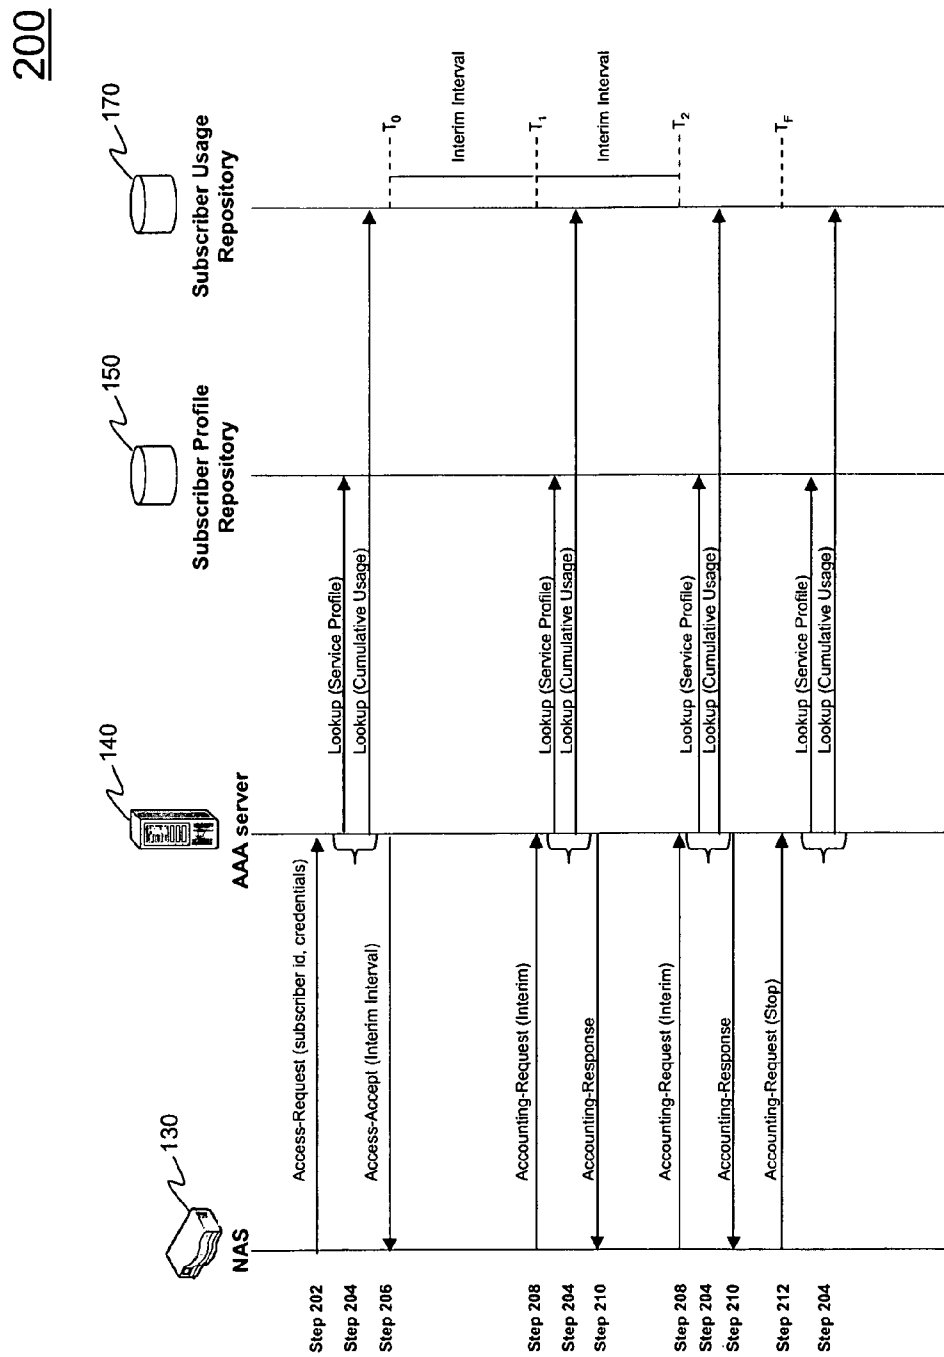 200
130
140
150
170
NAS
AAA server
Subscriber Profile
Repository
Subscriber Usage
Repository
Step 202
Access-Request (subscriber id, credentials)
Step 204
Lookup (Service Profile)
Lookup (Cumulative Usage)
Step 206
Access-Accept (Interim Interval)
T0
Interim Interval
Step 208
Accounting-Request (Interim)
T1
Step 204
Lookup (Service Profile)
Lookup (Cumulative Usage)
Step 210
Accounting-Response
Interim Interval
Step 208
Accounting-Request (Interim)
T2
Step 204
Lookup (Service Profile)
Lookup (Cumulative Usage)
Step 210
Accounting-Response
Step 212
Accounting-Request (Stop)
TF
Step 204
Lookup (Service Profile)
Lookup (Cumulative Usage)